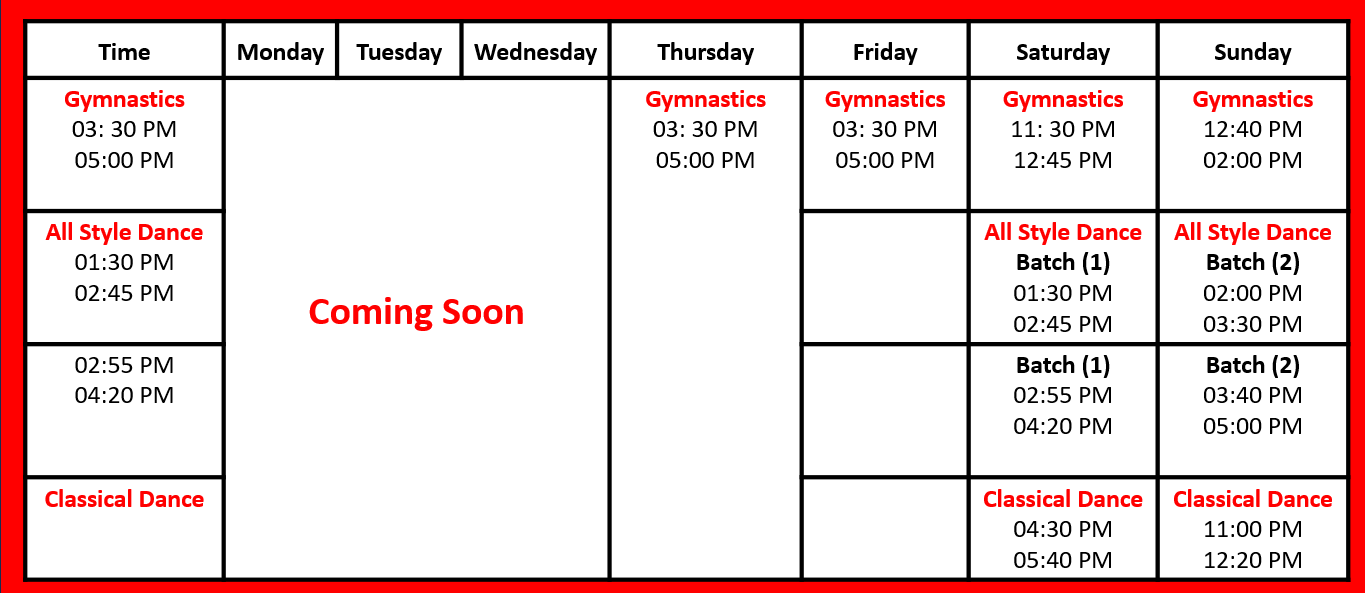 Time Monday Tuesday Wednesday Thursday Friday Saturday Sunday
Gymnastics
03: 30 PM
05:00 PM
Gymnastics
03: 30 PM
05:00 PM
Gymnastics
03: 30 PM
05:00 PM
Gymnastics
11: 30 PM
12:45 PM
Gymnastics
12:40 PM
02:00 PM
All Style Dance
01:30 PM
02:45 PM
Coming Soon
All Style Dance
Batch (1)
01:30 PM
02:45 PM
All Style Dance
Batch (2)
02:00 PM
03:30 PM
02:55 PM
04:20 PM
Batch (1)
02:55 PM
04:20 PM
Batch (2)
03:40 PM
05:00 PM
Classical Dance
Classical Dance
04:30 PM
05:40 PM
Classical Dance
11:00 PM
12:20 PM